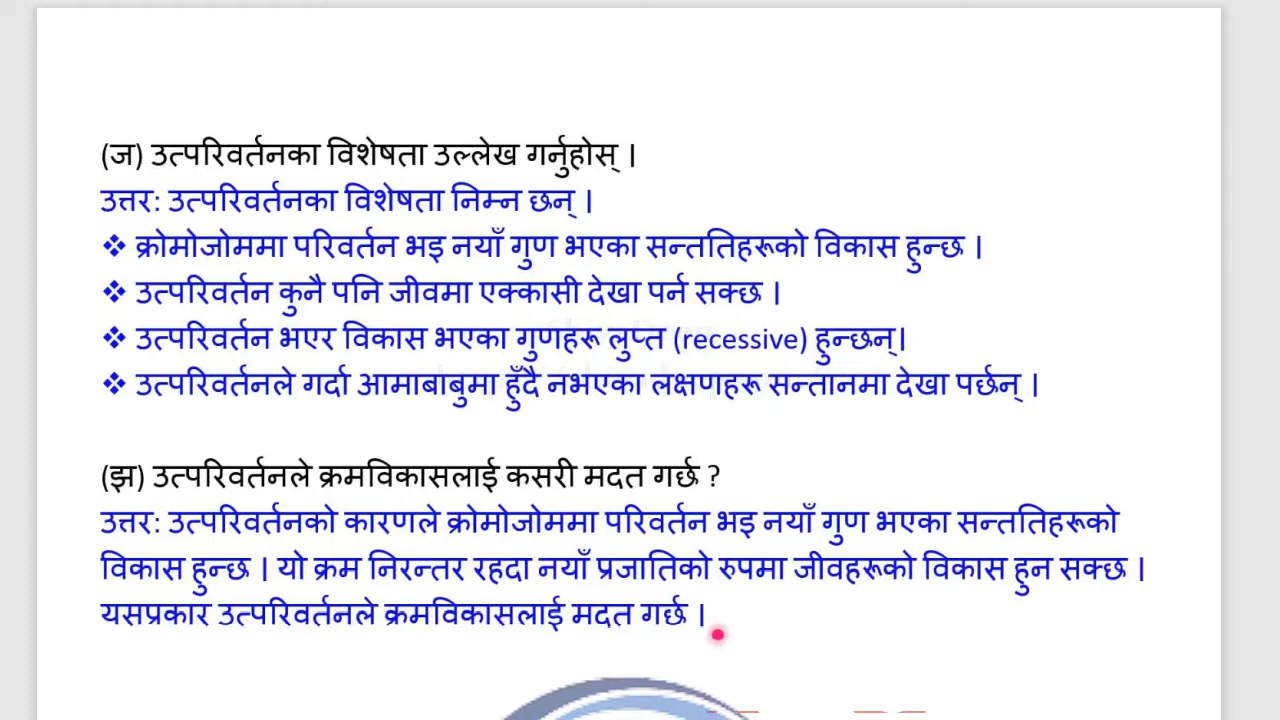 (ज) उत्परिवर्तनका विशेषता उल्लेख गर्नुहोस् ।
उत्तर: उत्परिवर्तनका विशेषता निम्न छन् ।
❖ क्रोमोजोममा परिवर्तन भइ नयाँ गुण भएका सन्ततिहरूको विकास हुन्छ ।
❖ उत्परिवर्तन कुनै पनि जीवमा एक्कासी देखा पर्न सक्छ ।
❖ उत्परिवर्तन भएर विकास भएका गुणहरू लुप्त (recessive) हुन्छन्।
❖ उत्परिवर्तनले गर्दा आमाबाबुमा हुँदै नभएका लक्षणहरू सन्तानमा देखा पर्छन् ।
(झ) उत्परिवर्तनले क्रमविकासलाई कसरी मदत गर्छ ?
उत्तर: उत्परिवर्तनको कारणले क्रोमोजोममा परिवर्तन भइ नयाँ गुण भएका सन्ततिहरूको
विकास हुन्छ । यो क्रम निरन्तर रहदा नयाँ प्रजातिको रुपमा जीवहरूको विकास हुन सक्छ ।
यसप्रकार उत्परिवर्तनले क्रमविकासलाई मदत गर्छ ।